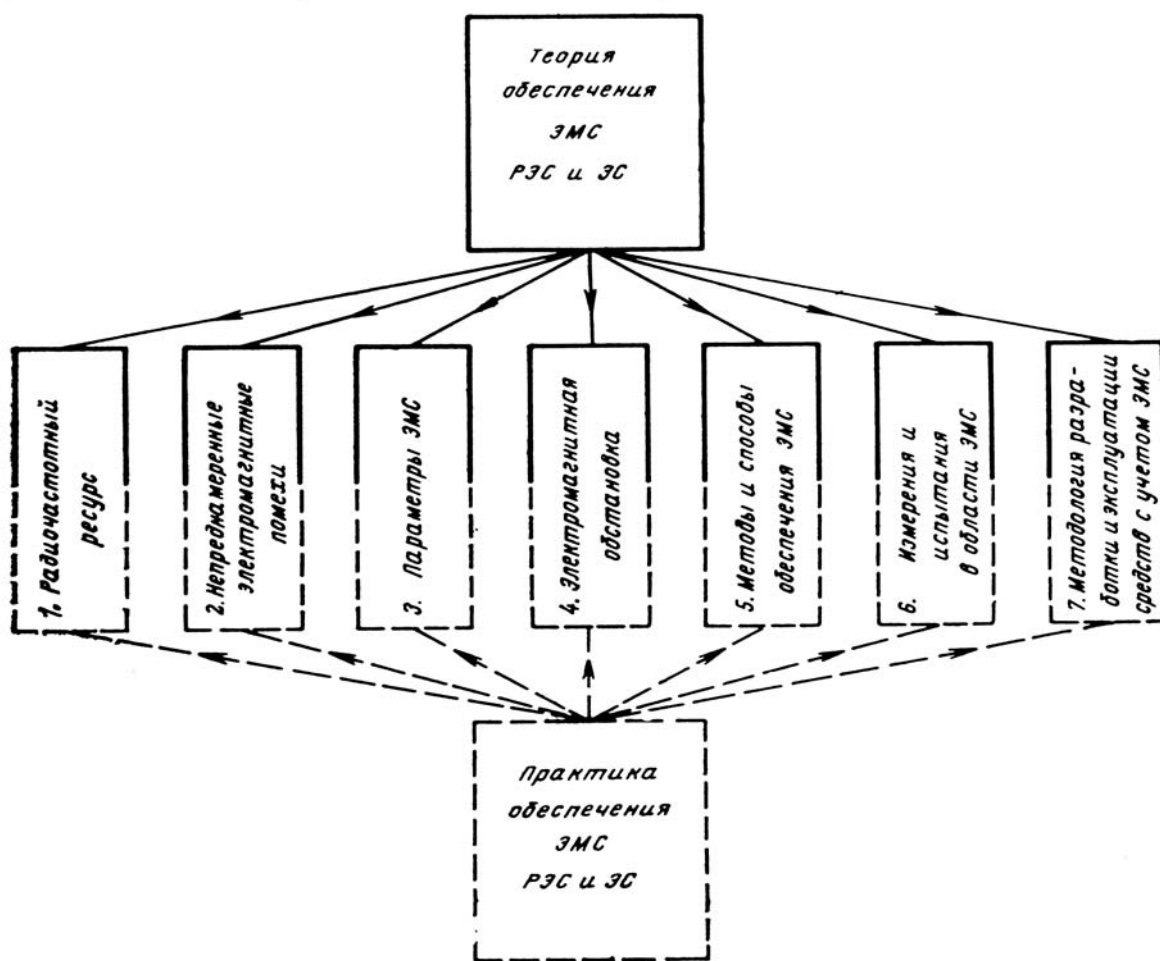 Теория
обеспечения
ЭМС
РЭС и ЭС
1. Радиочастотный
ресурс
2. Непреднамеренные
электромагнитные
помехи
3. Параметры ЭМС
4. Электромагнитная
обстановка
5. Методы и способы
обеспечения ЭМС
6. Измерения и
испытания
в области ЭМС
7. Методология разра-
ботки и эксплуатации
средств с учетом ЭМС
Практика
обеспечения
ЭМС
РЭС и ЭС